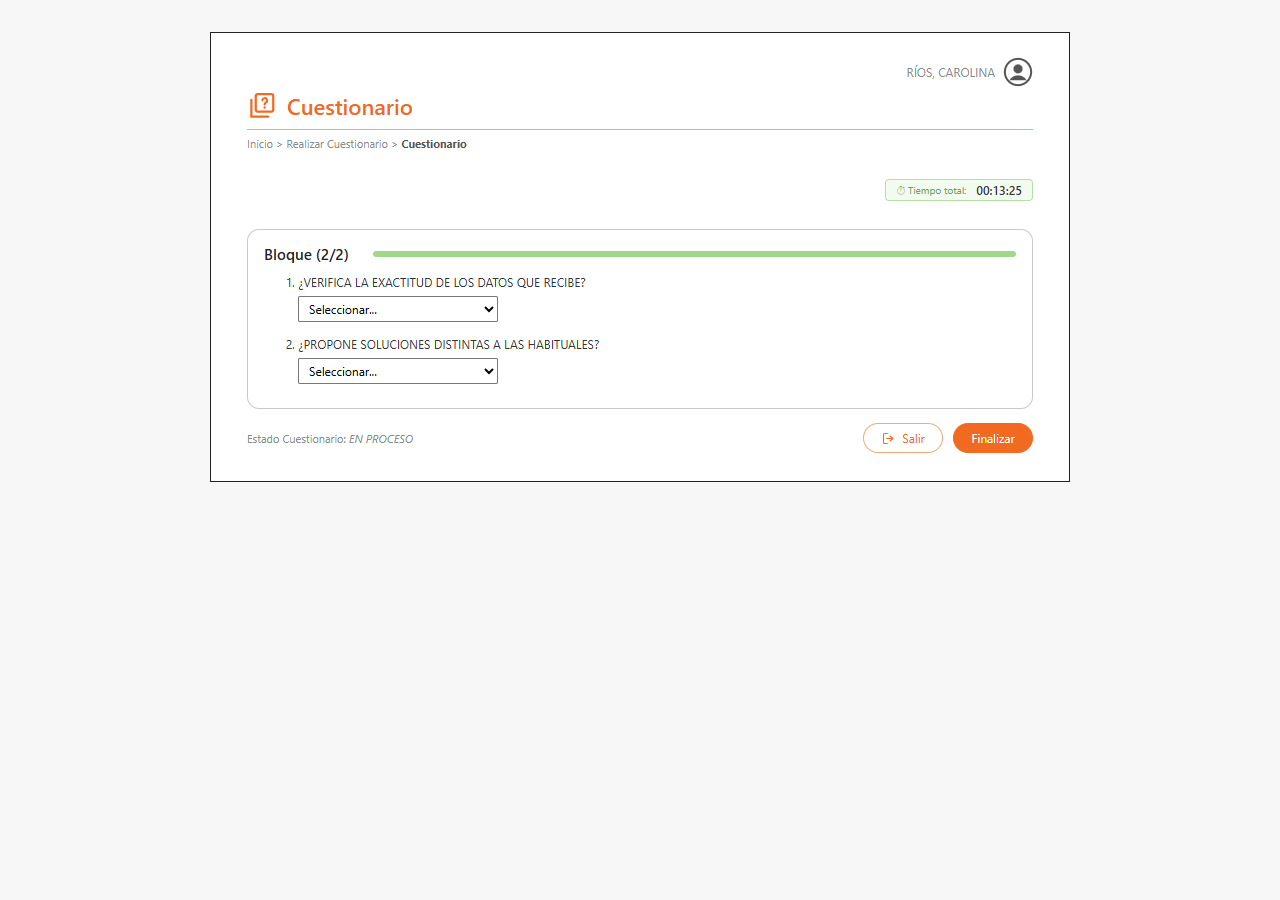 RÍOS, CAROLINA
Cuestionario
Inicio > Realizar Cuestionario > Cuestionario
Tiempo total: 00:13:25
Bloque (2/2)
1. ¿VERIFICA LA EXACTITUD DE LOS DATOS QUE RECIBE?
Seleccionar...
2. ¿PROPONE SOLUCIONES DISTINTAS A LAS HABITUALES?
Seleccionar...
Estado Cuestionario: EN PROCESO
Salir
Finalizar